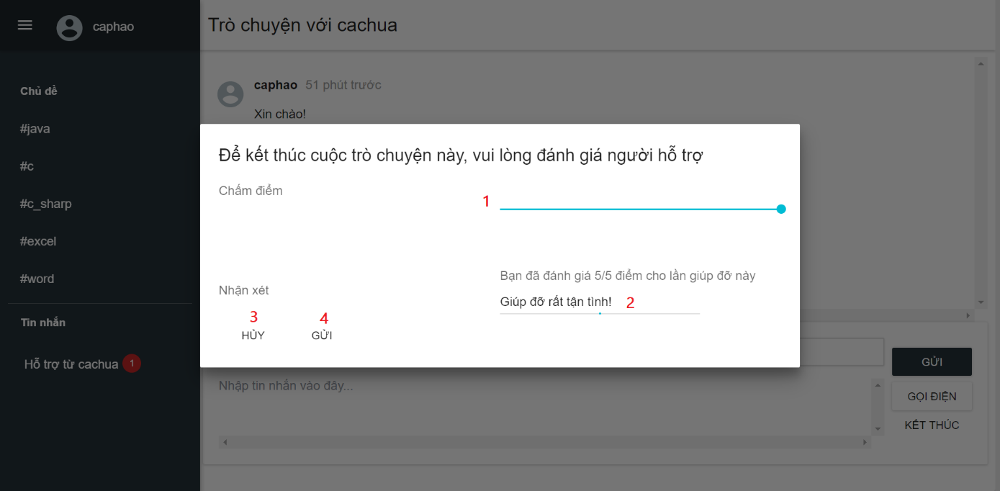 caphao
Trò chuyện với cachua
Chủ đề
#java
#c
#c_sharp
#excel
#word
Tin nhắn
Hỗ trợ từ cachua 1
caphao 51 phút trước
Xin chào!
Để kết thúc cuộc trò chuyện này, vui lòng đánh giá người hỗ trợ
Chấm điểm
1
Bạn đã đánh giá 5/5 điểm cho lần giúp đỡ này
Nhận xét
Giúp đỡ rất tận tình! 2
3 4
HỦY GỬI
Nhập tin nhắn vào đây...
GỬI
GỌI ĐIỆN
KẾT THÚC